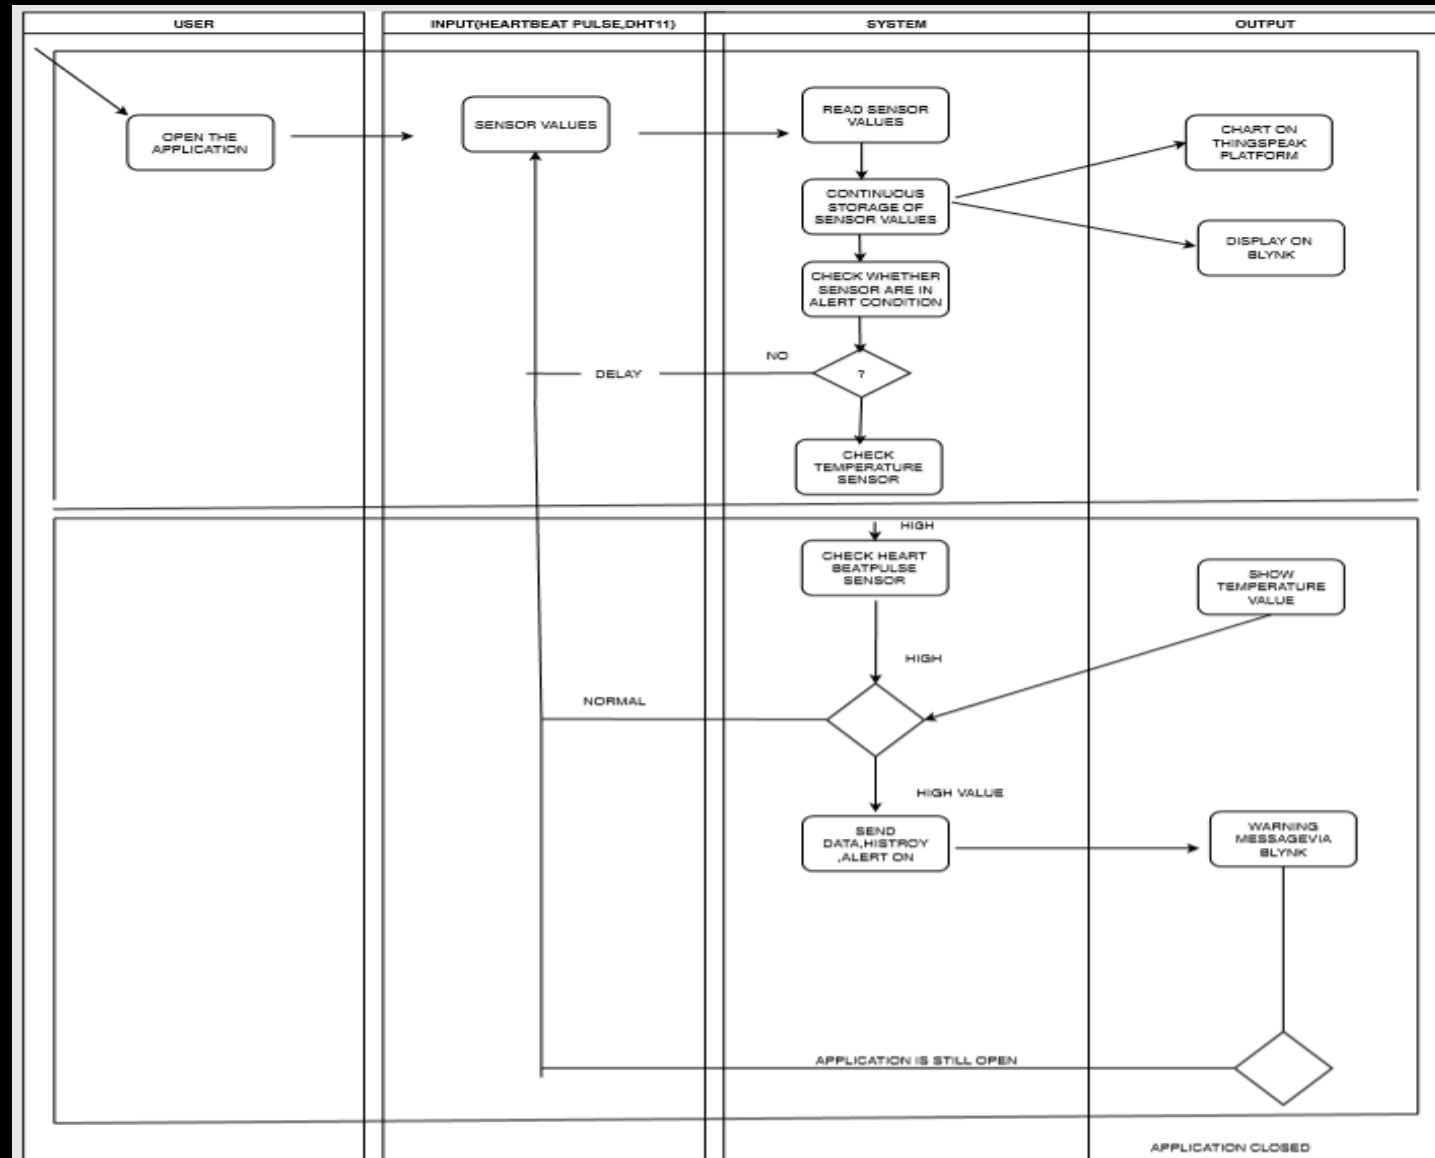 USER
INPUT(HEARTBEAT PULSE,DHT11)
SYSTEM
OUTPUT
OPEN THE
APPLICATION
SENSOR VALUES
READ SENSOR
VALUES
CHART ON
THINGSPEAK
PLATFORM
CONTINUOUS
STORAGE OF
SENSOR VALUES
DISPLAY ON
BLYNK
CHECK WHETHER
SENSOR ARE IN
ALERT CONDITION
NO
DELAY
?
CHECK
TEMPERATURE
SENSOR
HIGH
CHECK HEART
BEATPULSE
SENSOR
SHOW
TEMPERATURE
VALUE
HIGH
NORMAL
HIGH VALUE
SEND
DATA,HISTROY
,ALERT ON
WARNING
MESSAGEVIA
BLYNK
APPLICATION IS STILL OPEN
APPLICATION CLOSED